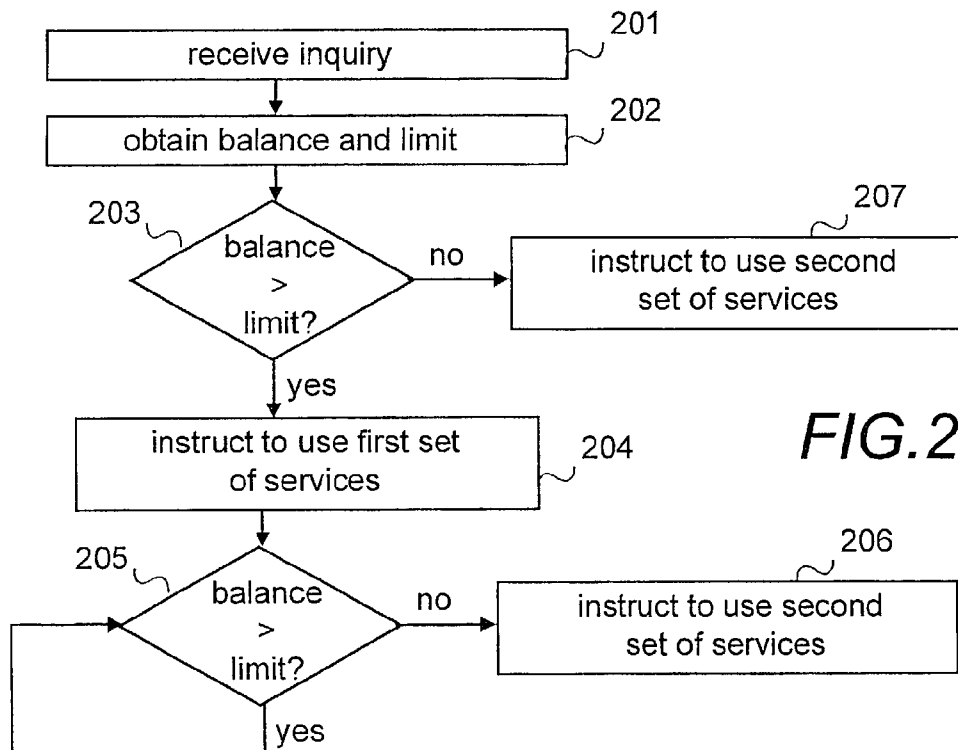 201
receive inquiry
202
obtain balance and limit
203
balance
>
limit?
no
207
instruct to use second
set of services
yes
instruct to use first set
of services
204
FIG.2
205
balance
>
limit?
no
206
instruct to use second
set of services
yes